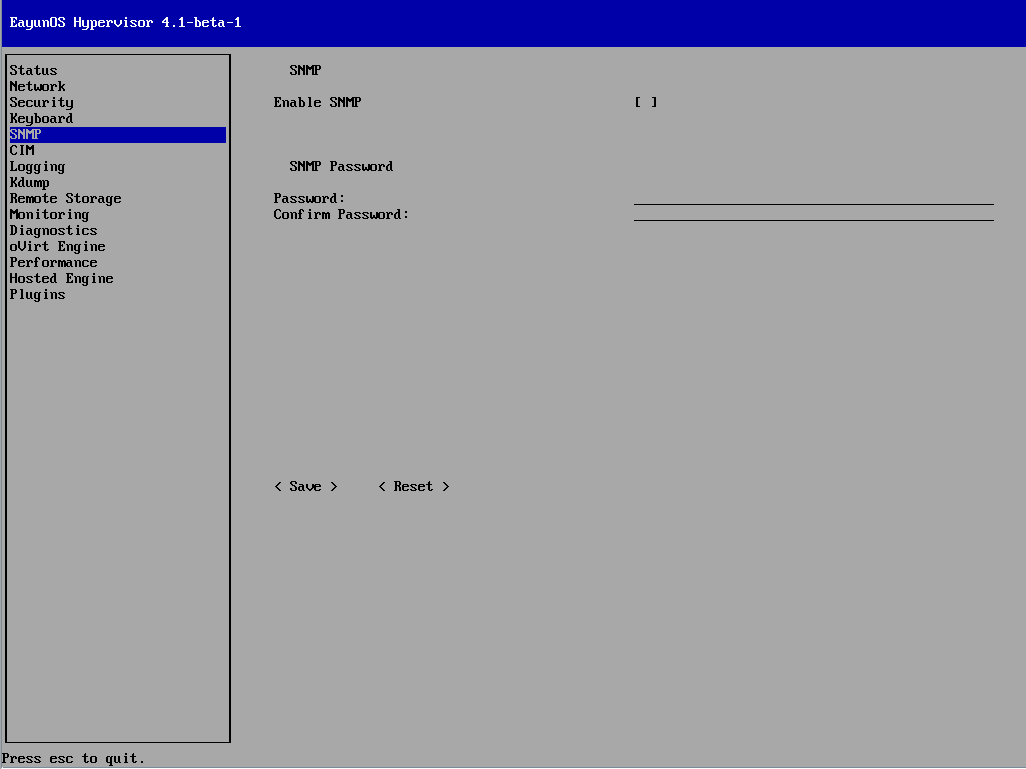 EayunOS Hypervisor 4.1-beta-1
Status
Network
Security
Keyboard
SNMP
CIM
Logging
Kdump
Remote Storage
Monitoring
Diagnostics
oVirt Engine
Performance
Hosted Engine
Plugins
SNMP
Enable SNMP [ ]
SNMP Password
Password:
Confirm Password:
< Save > < Reset >
Press esc to quit.